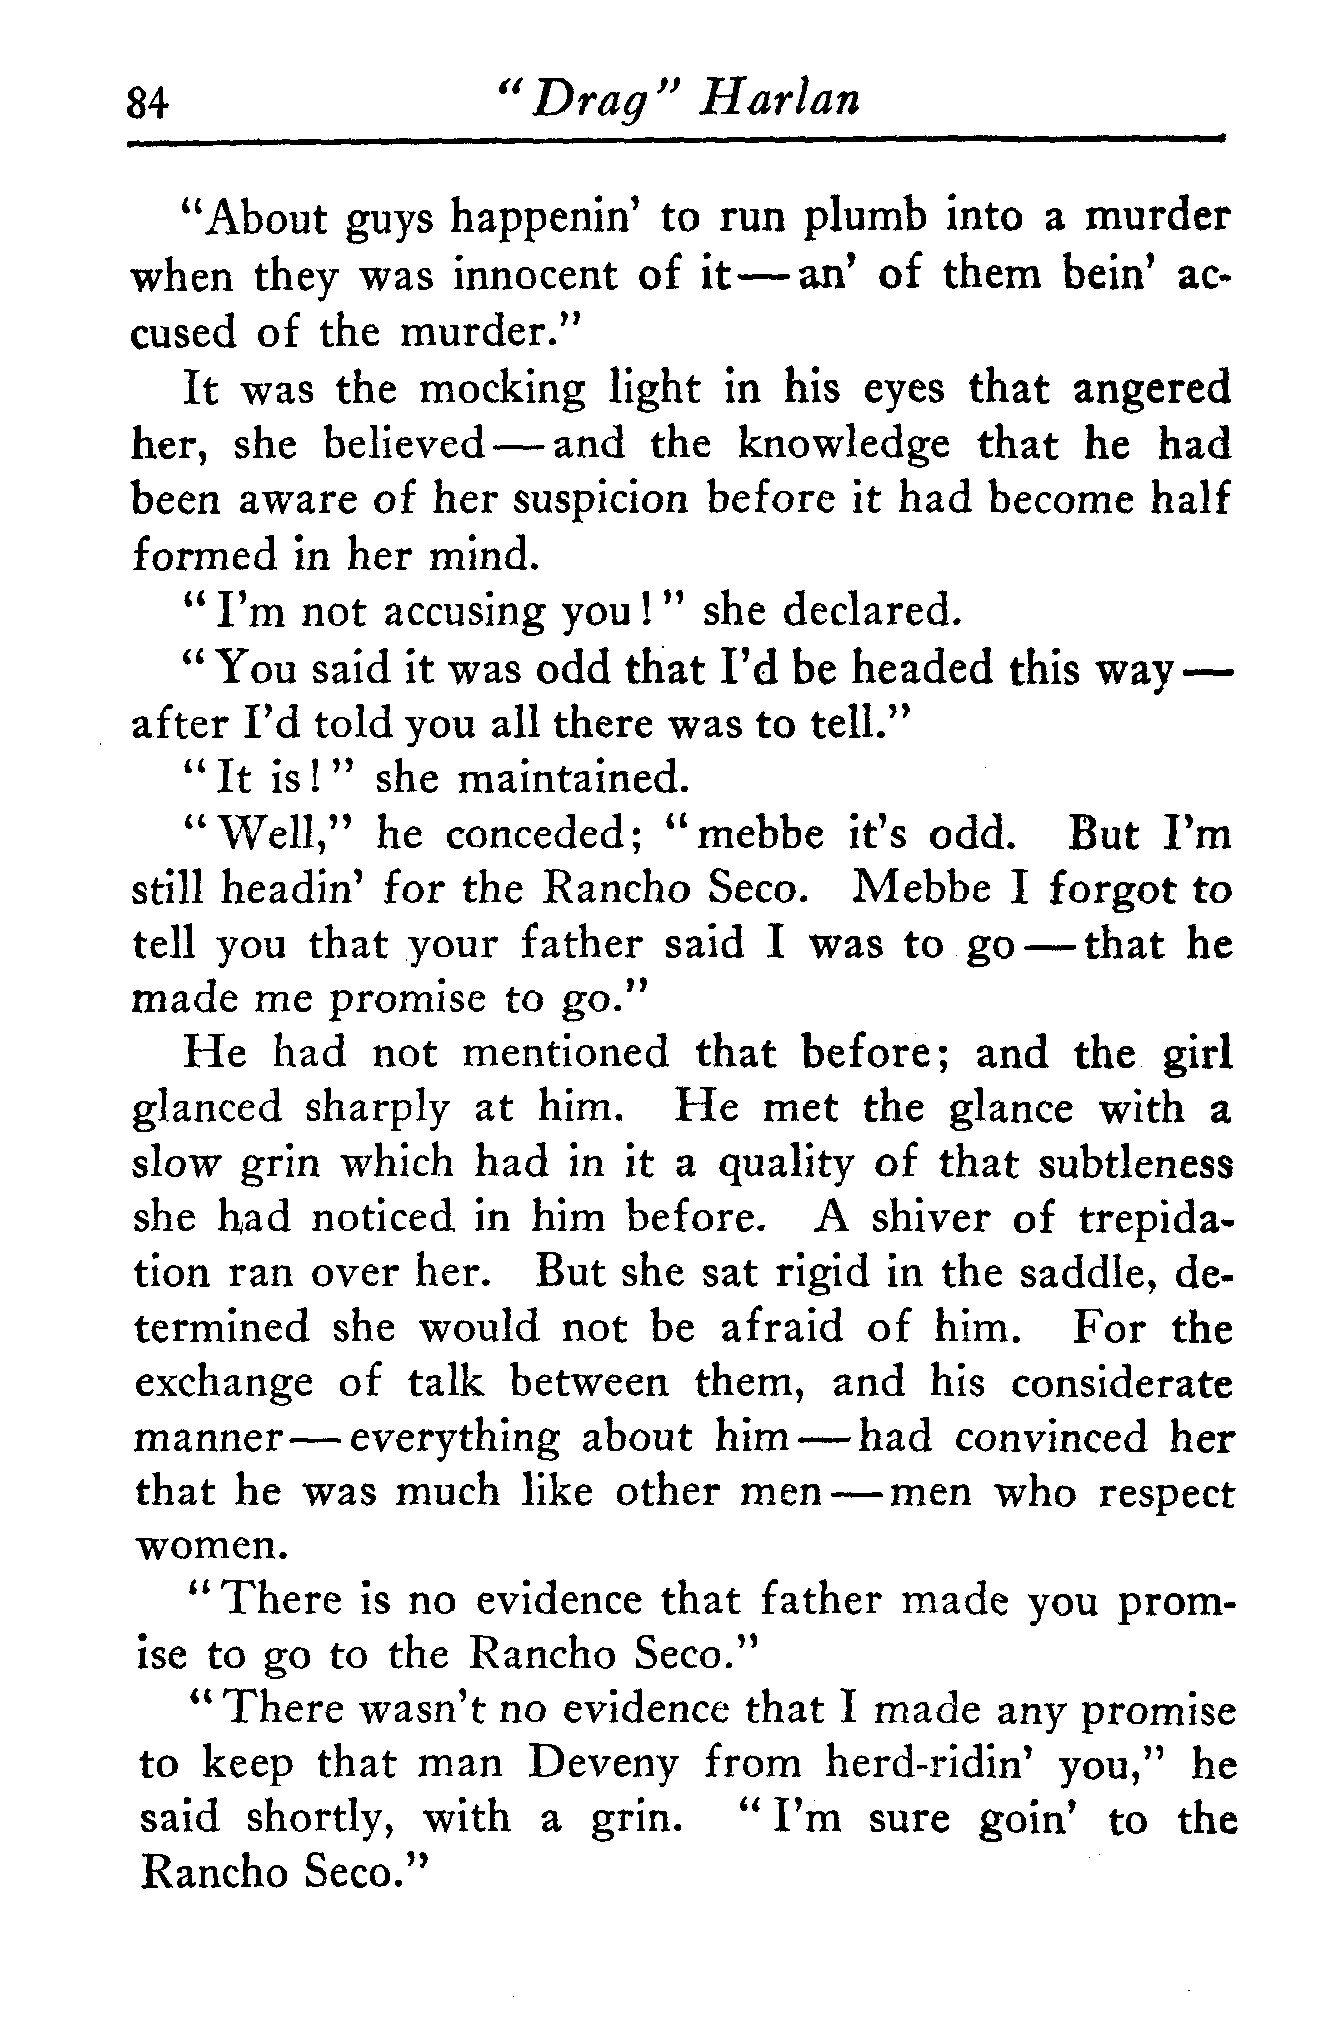 84 “Drag” Harlan
“About guys happenin’ to run plumb into a murder
when they was innocent of it—an’ of them bein’ ac-
cused of the murder.”
It was the mocking light in his eyes that angered
her, she believed—and the knowledge that he had
been aware of her suspicion before it had become half
formed in her mind.
“I’m not accusing you!” she declared.
“You said it was odd that I’d be headed this way—
after I’d told you all there was to tell.”
“It is!” she maintained.
“Well,” he conceded; “mebbe it’s odd. But I’m
still headin’ for the Rancho Seco. Mebbe I forgot to
tell you that your father said I was to go—that he
made me promise to go.”
He had not mentioned that before; and the girl
glanced sharply at him. He met the glance with a
slow grin which had in it a quality of that subtleness
she had noticed in him before. A shiver of trepida-
tion ran over her. But she sat rigid in the saddle, de-
termined she would not be afraid of him. For the
exchange of talk between them, and his considerate
manner—everything about him—had convinced her
that he was much like other men—men who respect
women.
“There is no evidence that father made you prom-
ise to go to the Rancho Seco.”
“There wasn’t no evidence that I made any promise
to keep that man Deveny from herd-ridin’ you,” he
said shortly, with a grin. “I’m sure goin’ to the
Rancho Seco.”